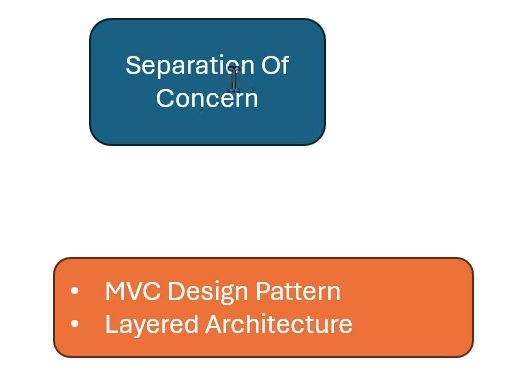 Separation Of
Concern
• MVC Design Pattern
• Layered Architecture